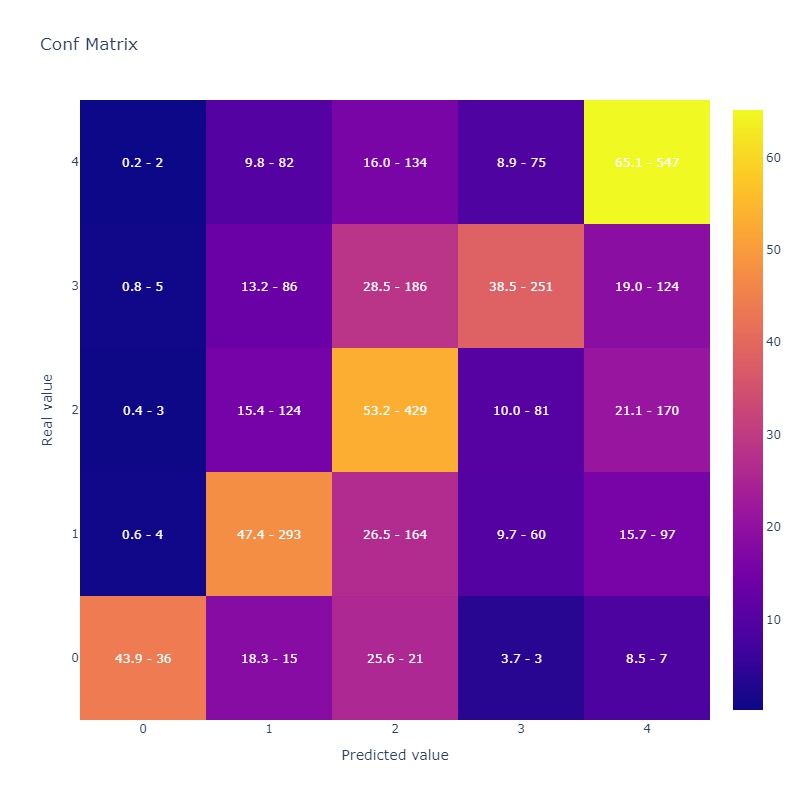 Conf Matrix
4
0.2 - 2
9.8 - 82
16.0 - 134
8.9 - 75
65.1 - 547
3
0.8 - 5
13.2 - 86
28.5 - 186
38.5 - 251
19.0 - 124
2
0.4 - 3
15.4 - 124
53.2 - 429
10.0 - 81
21.1 - 170
1
0.6 - 4
47.4 - 293
26.5 - 164
9.7 - 60
15.7 - 97
0
43.9 - 36
18.3 - 15
25.6 - 21
3.7 - 3
8.5 - 7
0
1
2
3
4
Predicted value
Real value
60
50
40
30
20
10